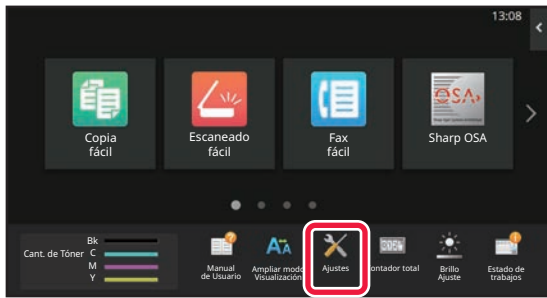 13:08
Copia
fácil
Escaneado
fácil
Fax
fácil
OSA
Sharp OSA
Cant. de Tóner
Bk
C
M
Y
Manual
de Usuario
Ampliar modo
Visualización
Ajustes
ontador total
Brillo
Ajuste
Estado de
trabajos